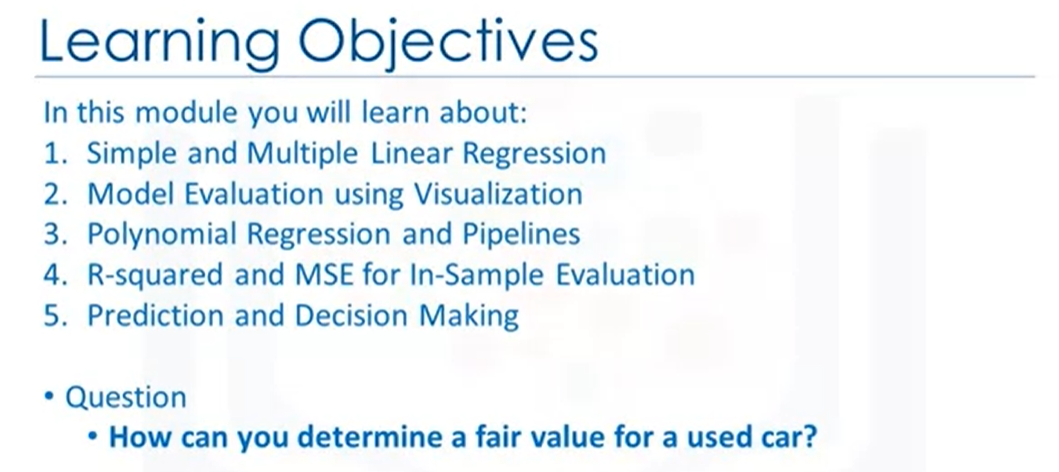 Learning Objectives
In this module you will learn about:
1. Simple and Multiple Linear Regression
2. Model Evaluation using Visualization
3. Polynomial Regression and Pipelines
4. R-squared and MSE for In-Sample Evaluation
5. Prediction and Decision Making
• Question
• How can you determine a fair value for a used car?